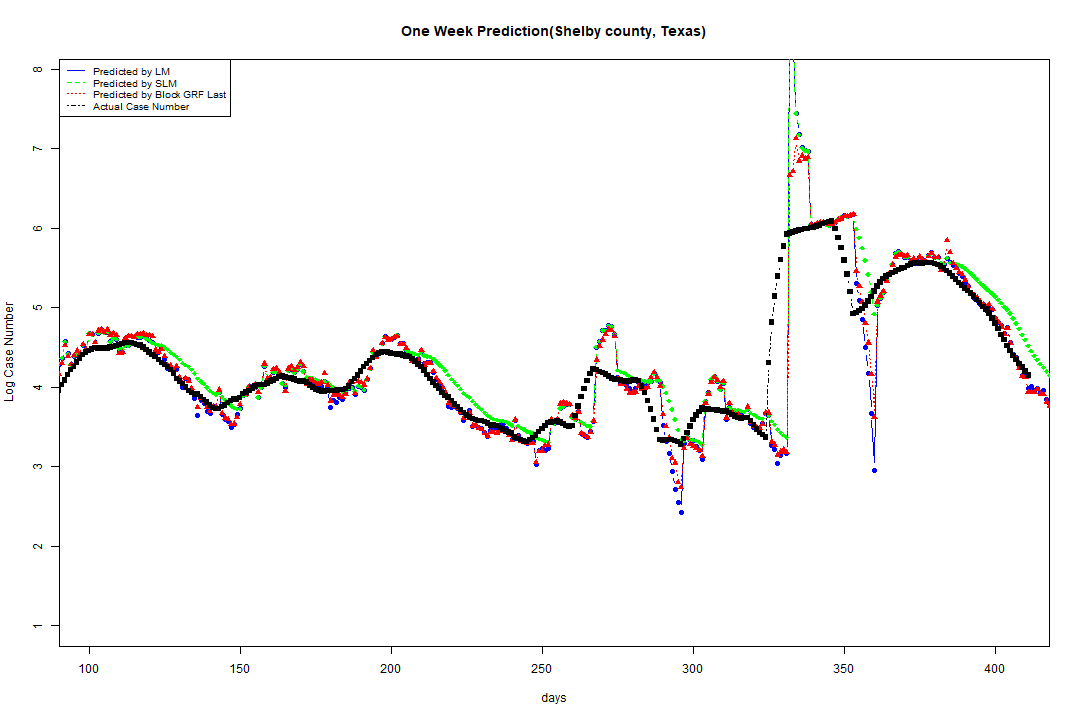 One Week Prediction(Shelby county, Texas)
Predicted by LM
Predicted by SLM
Predicted by Block GRF Last
Actual Case Number
8
7
6
5
4
3
2
1
Log Case Number
100 150 200 250 300 350 400
days